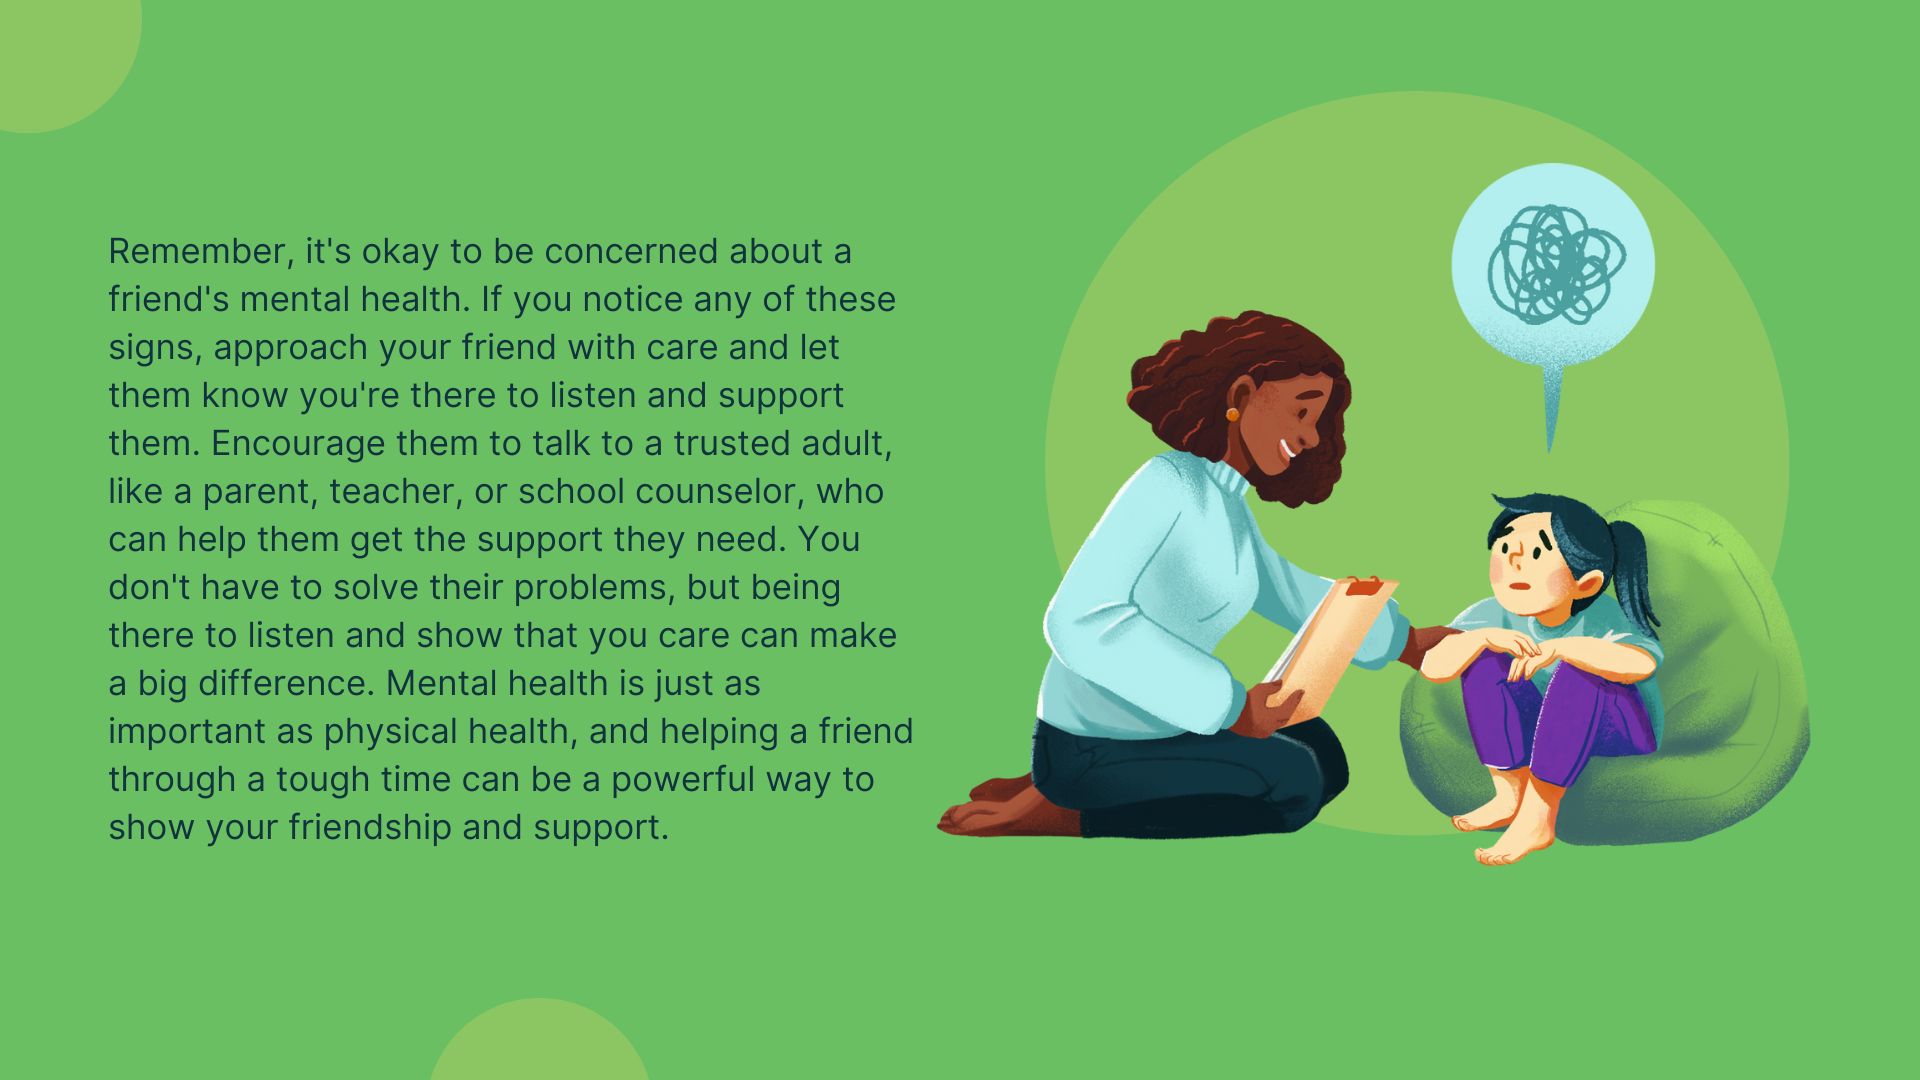 Remember, it's okay to be concerned about a
friend's mental health. If you notice any of these
signs, approach your friend with care and let
them know you're there to listen and support
them. Encourage them to talk to a trusted adult,
like a parent, teacher, or school counselor, who
can help them get the support they need. You
don't have to solve their problems, but being
there to listen and show that you care can make
a big difference. Mental health is just as
important as physical health, and helping a friend
through a tough time can be a powerful way to
show your friendship and support.